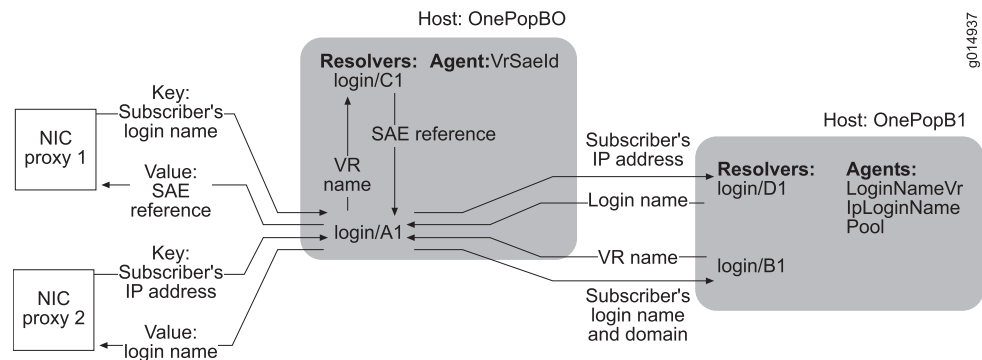 Host: OnePopBO
g014937
Resolvers: Agent:VrSaeId
login/C1
Key:
Subscriber's
login name
NIC
proxy 1
SAE reference
Value:
SAE
reference
VR
name
login/A1
Host: OnePopB1
Subscriber's
IP address
Resolvers: Agents:
login/D1 LoginNameVr
IpLoginName
Pool
Login name
VR name
login/B1
Subscriber's
login name
and domain
Key:
Subscriber's
IP address
NIC
proxy 2
Value:
login name